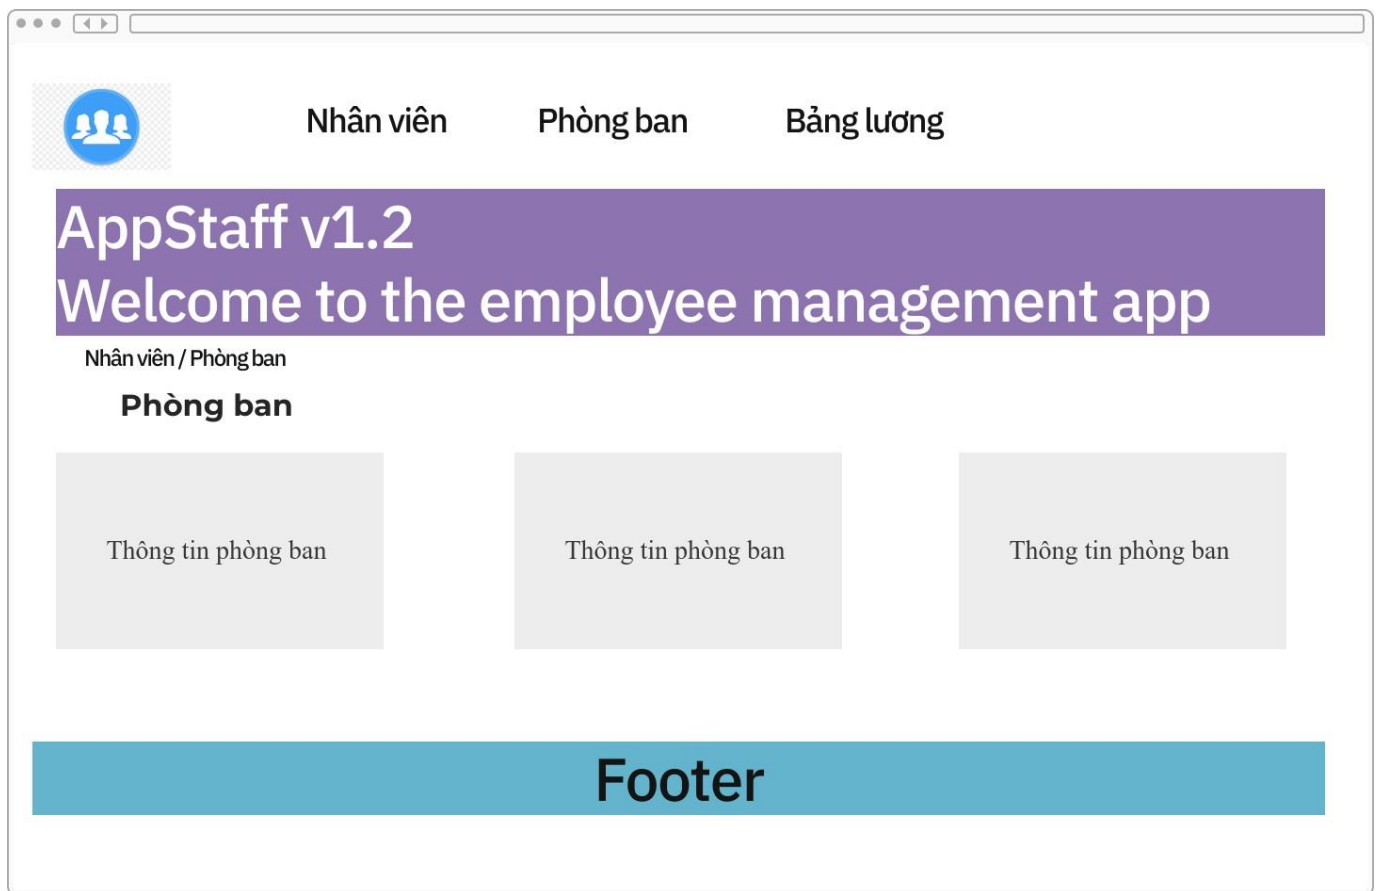 Nhân viên
Phòng ban
Bảng lương
AppStaff v1.2
Welcome to the employee management app
Nhân viên / Phòng ban
Phòng ban
Thông tin phòng ban
Thông tin phòng ban
Thông tin phòng ban
Footer